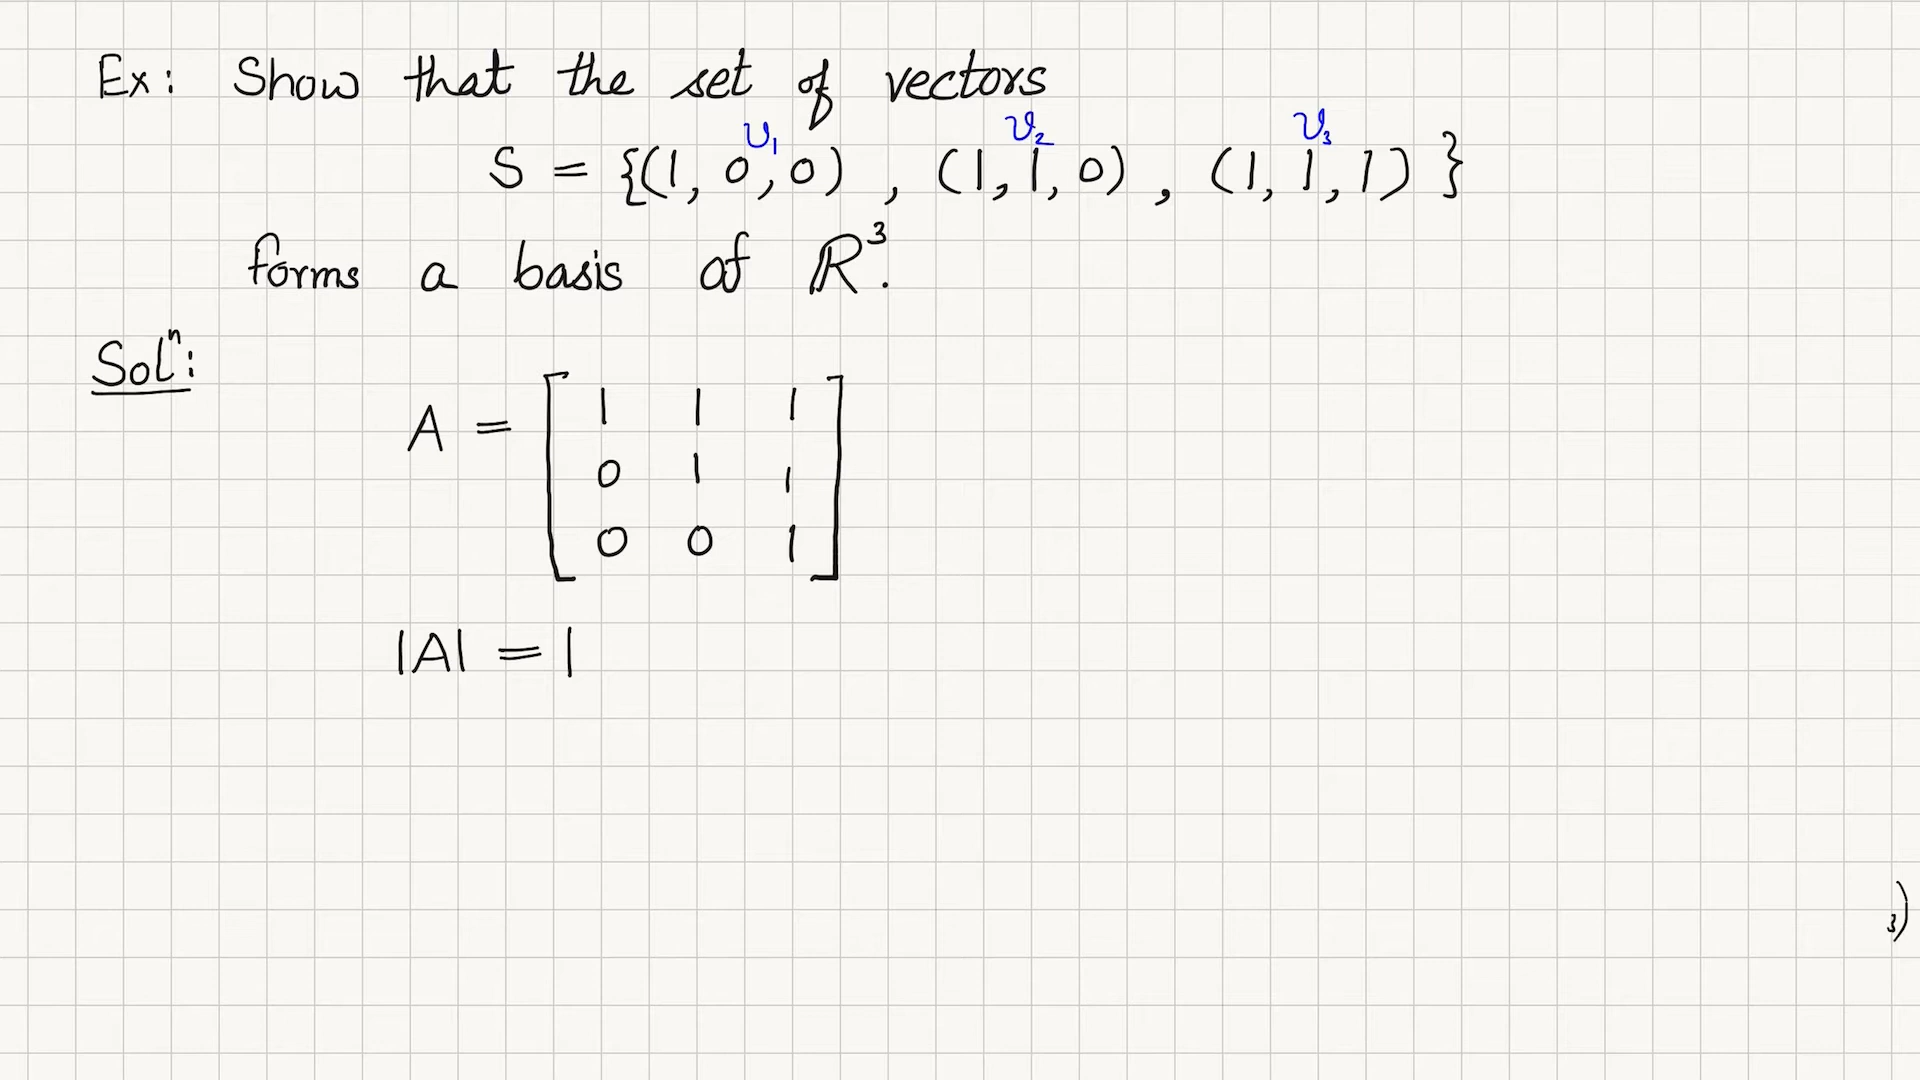 Ex: Show that the set of vectors
v₁ v₂ v₃
S = {(1, 0, 0) , (1, 1, 0) , (1, 1, 1) }
forms a basis of ℝ³.
Solⁿ:
A = [ 1 1 1
0 1 1
0 0 1 ]
|A| = 1
₃)